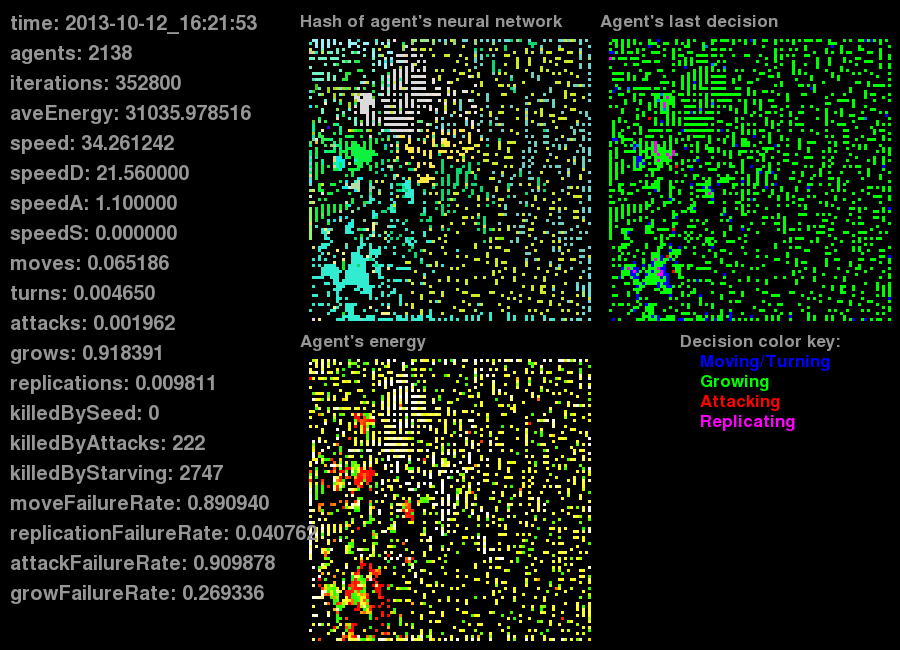 time: 2013-10-12_16:21:53
agents: 2138
iterations: 352800
aveEnergy: 31035.978516
speed: 34.261242
speedD: 21.560000
speedA: 1.100000
speedS: 0.000000
moves: 0.065186
turns: 0.004650
attacks: 0.001962
grows: 0.918391
replications: 0.009811
killedBySeed: 0
killedByAttacks: 222
killedByStarving: 2747
moveFailureRate: 0.890940
replicationFailureRate: 0.040762
attackFailureRate: 0.909878
growFailureRate: 0.269336
Hash of agent's neural network
Agent's last decision
Agent's energy
Decision color key:
Moving/Turning
Growing
Attacking
Replicating